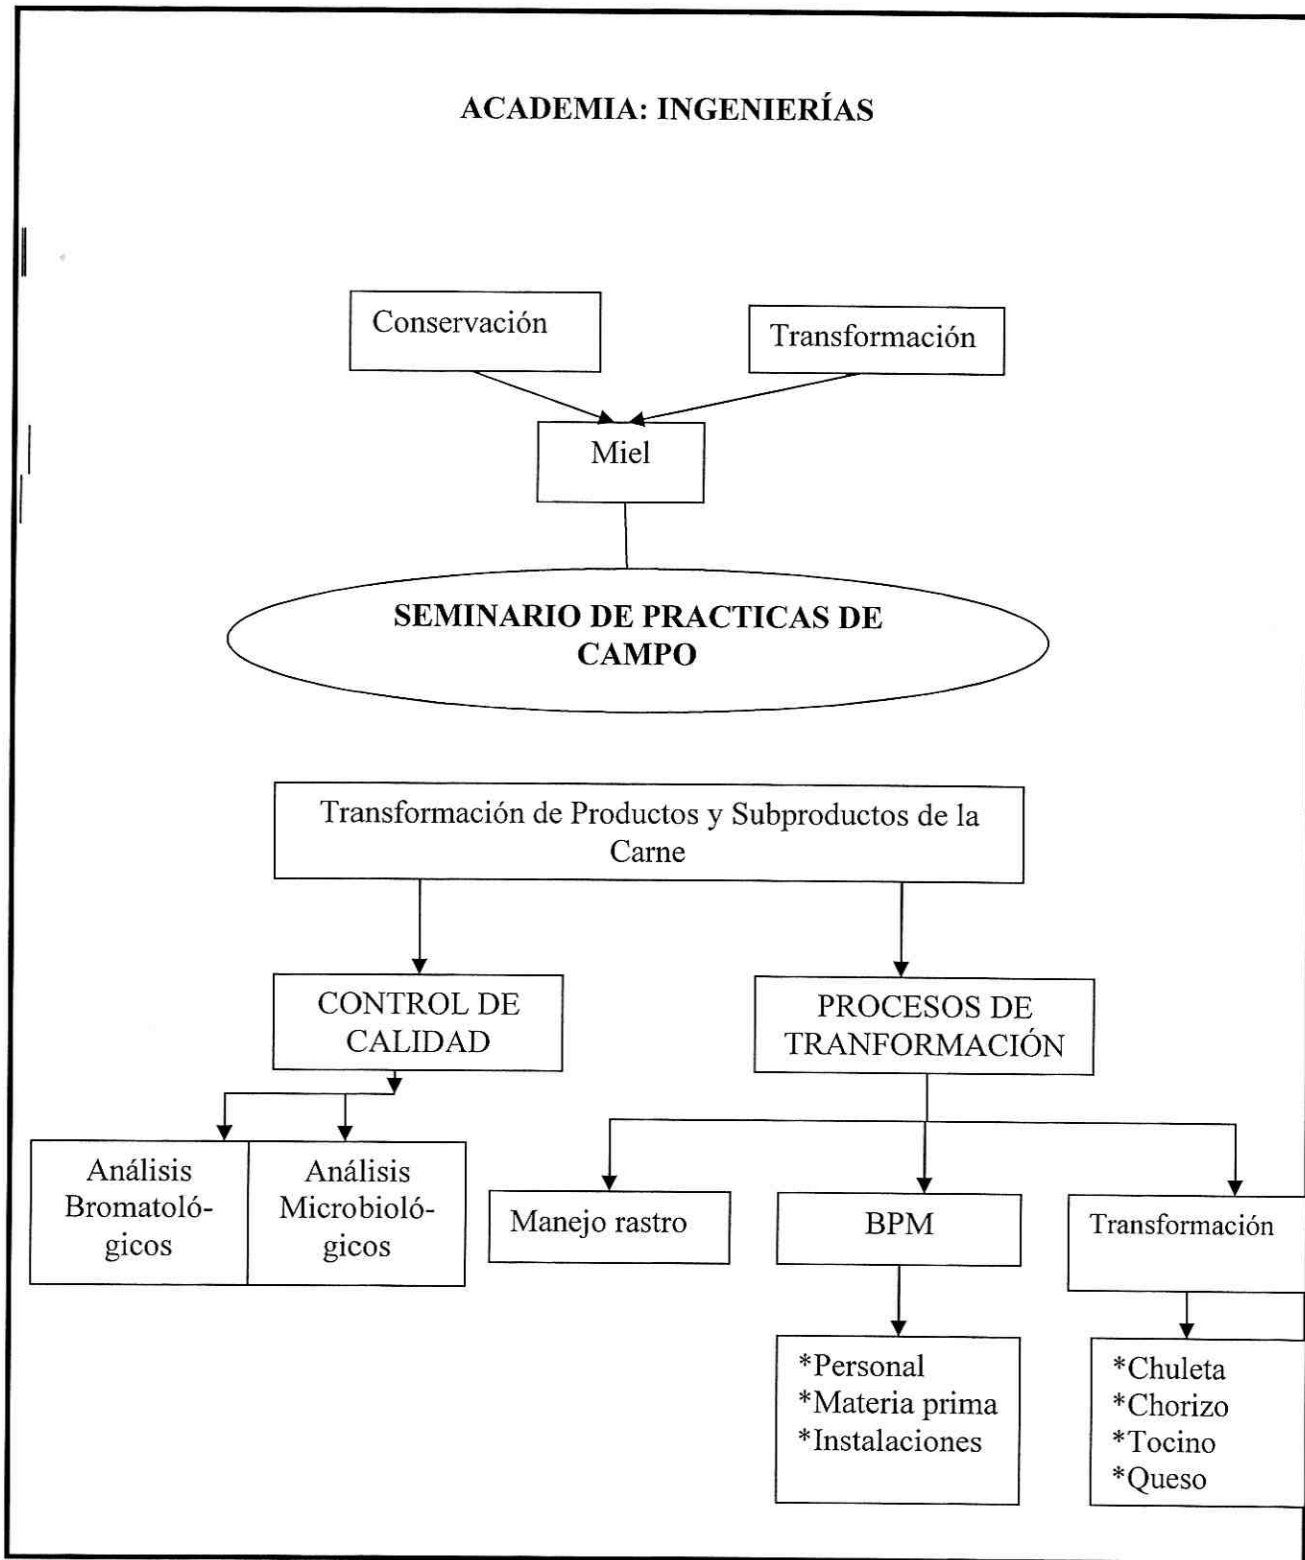 ACADEMIA: INGENIERÍAS
Conservación
Transformación
Miel
SEMINARIO DE PRACTICAS DE
CAMPO
Transformación de Productos y Subproductos de la
Carne
CONTROL DE
CALIDAD
PROCESOS DE
TRANFORMACIÓN
Análisis
Bromatoló-
gicos
Análisis
Microbioló-
gicos
Manejo rastro
BPM
Transformación
*Personal
*Materia prima
*Instalaciones
*Chuleta
*Chorizo
*Tocino
*Queso